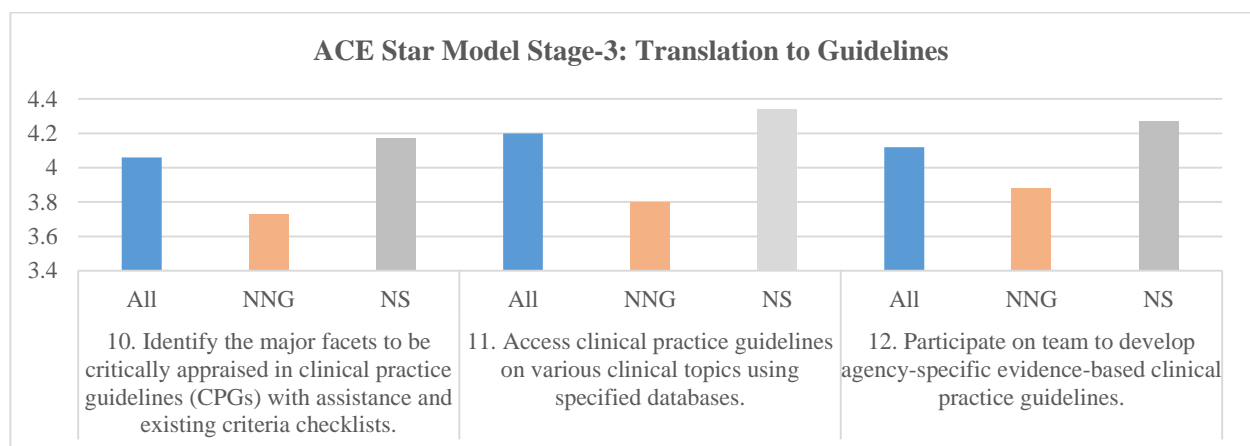 ACE Star Model Stage-3: Translation to Guidelines
4.4
4.2
4
3.8
3.6
3.4
All NNG NS All NNG NS All NNG NS
10. Identify the major facets to be
critically appraised in clinical practice
guidelines (CPGs) with assistance and
existing criteria checklists.
11. Access clinical practice guidelines
on various clinical topics using
specified databases.
12. Participate on team to develop
agency-specific evidence-based clinical
practice guidelines.